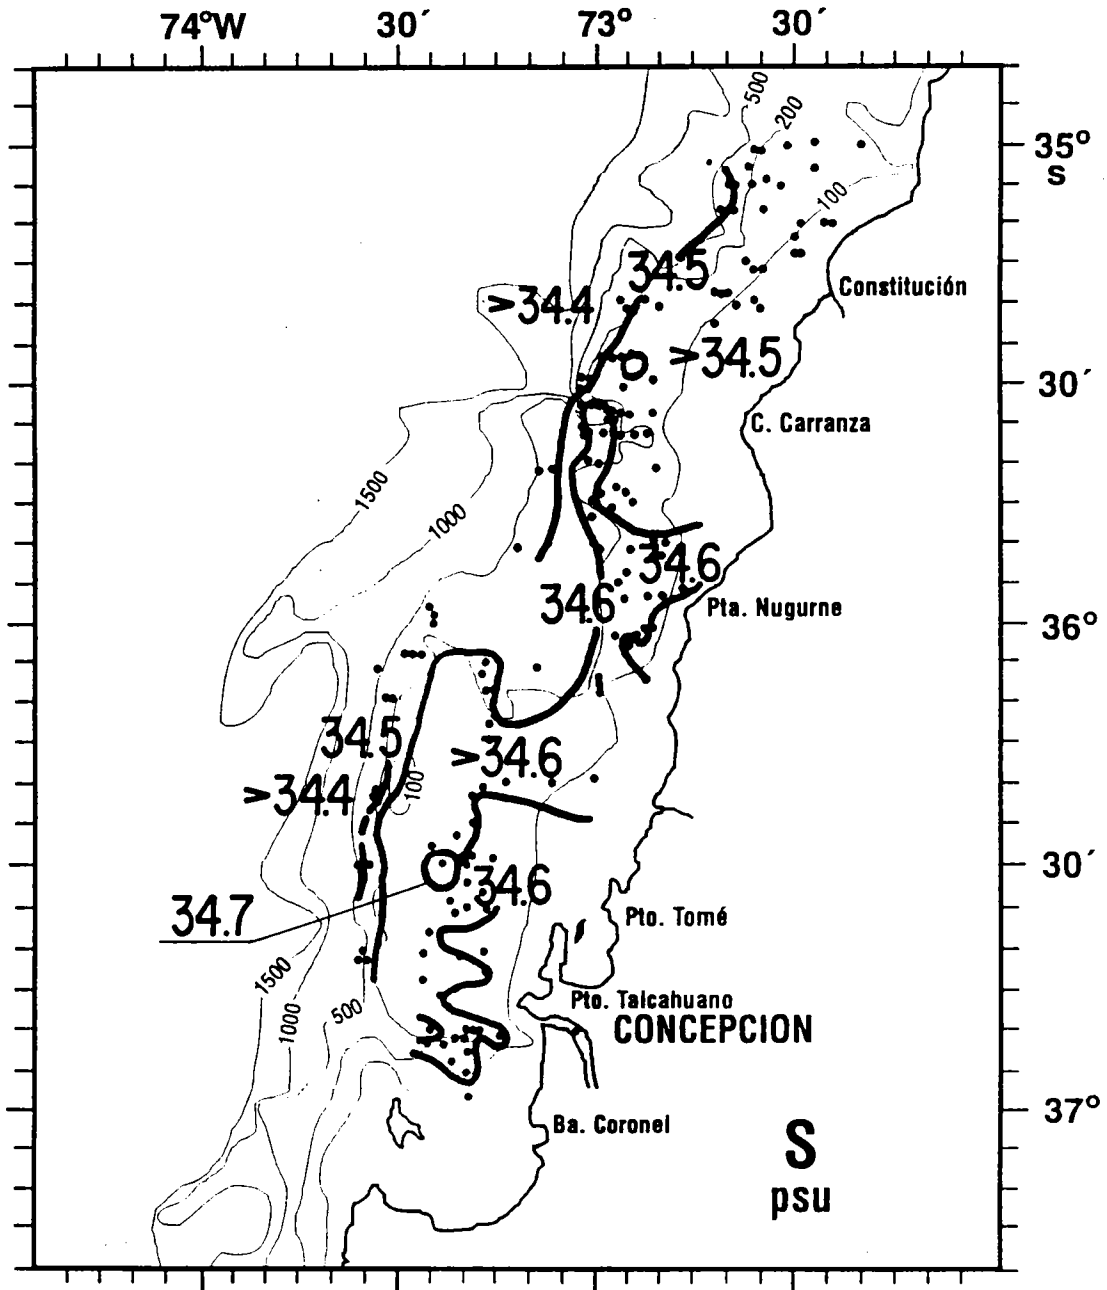 74°W 30´ 73° 30´
500
200
35°
S
100
34.5
Constitución
>34.4
>34.5
30´
C. Carranza
1500
1000
34.6
34.6
Pta. Nugurne
36°
34.5
>34.6
>34.4
100
30´
34.6
34.7
Pto. Tomé
1500
Pto. Talcahuano
500
1000
CONCEPCION
37°
Ba. Coronel
S
psu